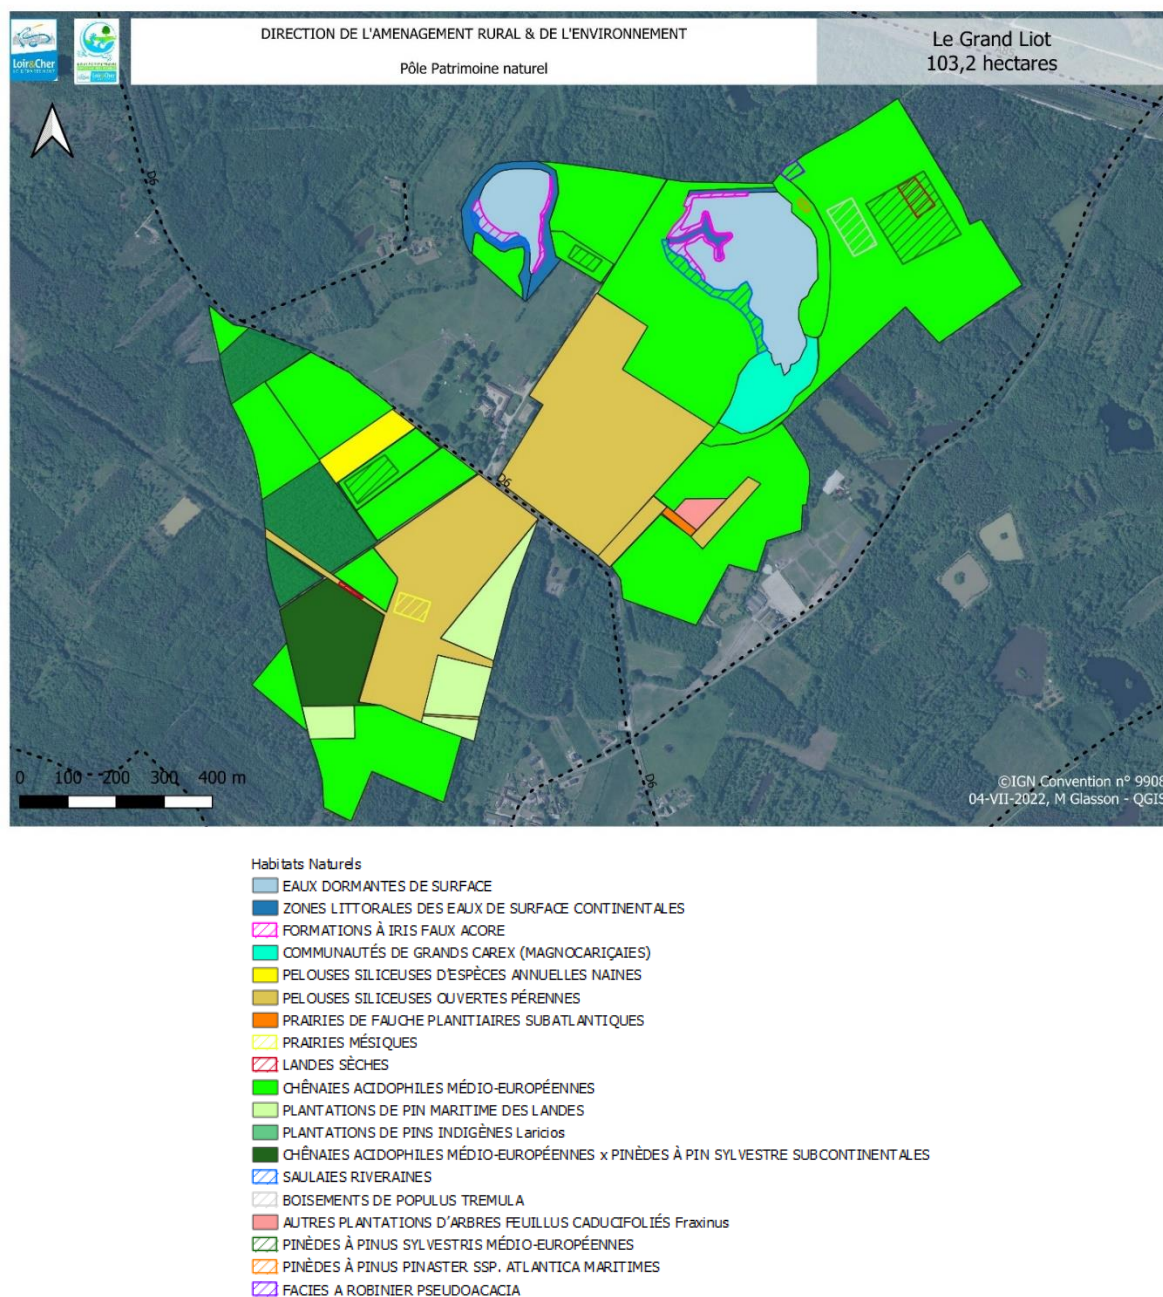 DIRECTION DE L'AMENAGEMENT RURAL & DE L'ENVIRONNEMENT
Pôle Patrimoine naturel
Le Grand Liot
103,2 hectares
Loir&Cher
D6
D6
D6
0 100 200 300 400 m
©IGN Convention n° 9908
04-VII-2022, M Glasson - QGIS
Habitats Naturels
EAUX DORMANTES DE SURFACE
ZONES LITTORALES DES EAUX DE SURFACE CONTINENTALES
FORMATIONS À IRIS FAUX ACORE
COMMUNAUTÉS DE GRANDS CAREX (MAGNOCARIÇAIES)
PELOUSES SILICEUSES D'ESPÈCES ANNUELLES NAINES
PELOUSES SILICEUSES OUVERTES PÉRENNES
PRAIRIES DE FAUCHE PLANITIAIRES SUBATLANTIQUES
PRAIRIES MÉSIQUES
LANDES SÈCHES
CHÊNAIES ACIDOPHILES MÉDIO-EUROPÉENNES
PLANTATIONS DE PIN MARITIME DES LANDES
PLANTATIONS DE PINS INDIGÈNES Laricios
CHÊNAIES ACIDOPHILES MÉDIO-EUROPÉENNES x PINÈDES À PIN SYLVESTRE SUBCONTINENTALES
SAULAIES RIVERAINES
BOISEMENTS DE POPULUS TREMULA
AUTRES PLANTATIONS D'ARBRES FEUILLUS CADUCIFOLIÉS Fraxinus
PINÈDES À PINUS SYLVESTRIS MÉDIO-EUROPÉENNES
PINÈDES À PINUS PINASTER SSP. ATLANTICA MARITIMES
FACIES A ROBINIER PSEUDOACACIA